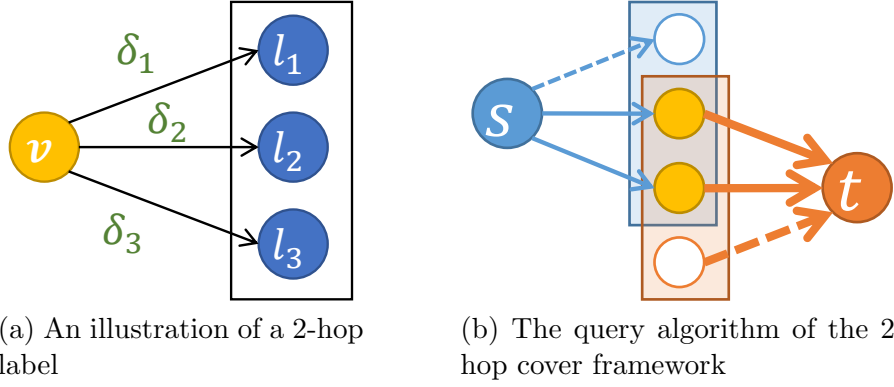 δ1
l1
δ2
v
l2
δ3
l3
s
t
(a) An illustration of a 2-hop
label
(b) The query algorithm of the 2
hop cover framework